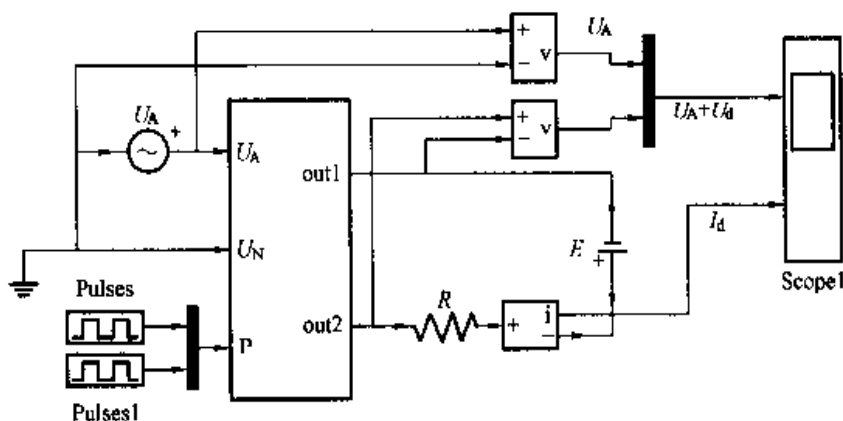 U_A
+
−
v
U_A
+
U_A
out1
+
−
v
U_A+U_d
U_N
E
+
I_d
Scope1
Pulses
P
out2
R
+
i
−
Pulses1